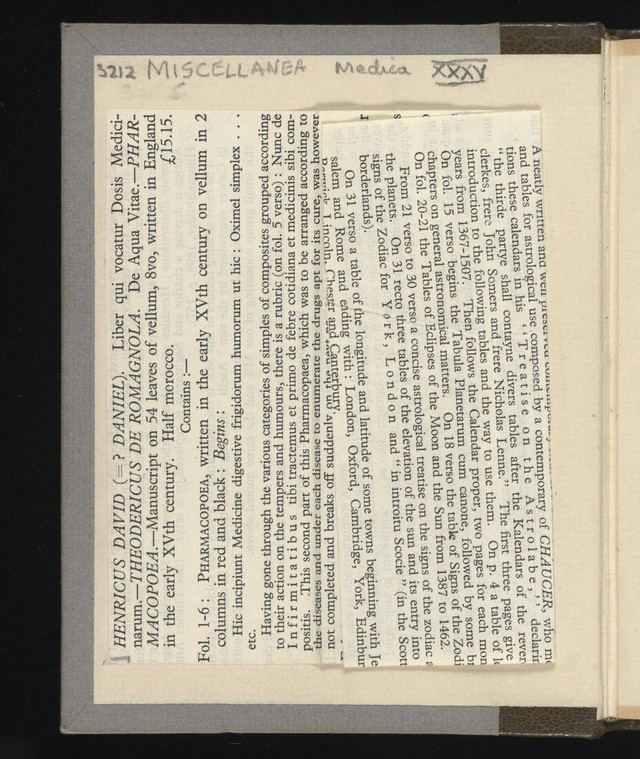 3212 MISCELLANEA Medica XXXV
HENRICUS DAVID (=? DANIEL). Liber qui vocatur Dosis Medici-
narum.—THEODERICUS DE ROMAGNOLA. De Aqua Vitae.—PHAR-
MACOPOEA.—Manuscript on 54 leaves of vellum, 8vo, written in England
in the early XVth century. Half morocco. £15.15.
Contains:—
Fol. 1-6: PHARMACOPOEA, written in the early XVth century on vellum in 2
columns in red and black: Begins:
Hic incipiunt Medicine digestive frigidorum humorum ut hic: Oximel simplex . . .
etc.
Having gone through the various categories of simples of composites grouped according
to their action on the tempers and humours, there is a rubric (on fol. 5 verso): Nunc de
Infirmitatibus tibi tractemus et primo de febre cotidiana et medicinis sibi com-
positis. This second part of this Pharmacopaea, which was to be arranged according to
the diseases and under each disease to enumerate the drugs apt for its cure, was however
not completed and breaks off suddenly
A neatly written and well preserved contemporary
and tables for astrological use composed by a contemporary of CHAUCER, who
tions these calendars in his "Treatise on the Astrolabe," declarin
"the thirde partye shall contayne divers tables after the Kalendars of the rever
clerkes, frere John Somers and frere Nicholas Lenne." The first three pages give
introduction to the following tables and the way to use them. On p. 4 a table of
years from 1367-1507. Then follows the Calendar proper, two pages for each mon
On fol. 15 verso begins the Tabula Planetarum cum canone, followed by some
chapters on general astronomical matters. On 18 verso the table of Signs of the Zodi
On fol. 20-21 the Tables of Eclipses of the Moon and the Sun from 1387 to 1462.
From 21 verso to 30 verso a concise astrological treatise on the signs of the zodiac
the planets. On 31 recto three tables of the elevation of the sun and its entry into
signs of the Zodiac for York, London and "in introitu Scocie" (in the Scott
borderlands).
On 31 verso a table of the longitude and latitude of some towns beginning with Je
salem and Rome and ending with: London, Oxford, Cambridge, York, Edinbur
Berwick, Lincoln, Chester and Canterbury.